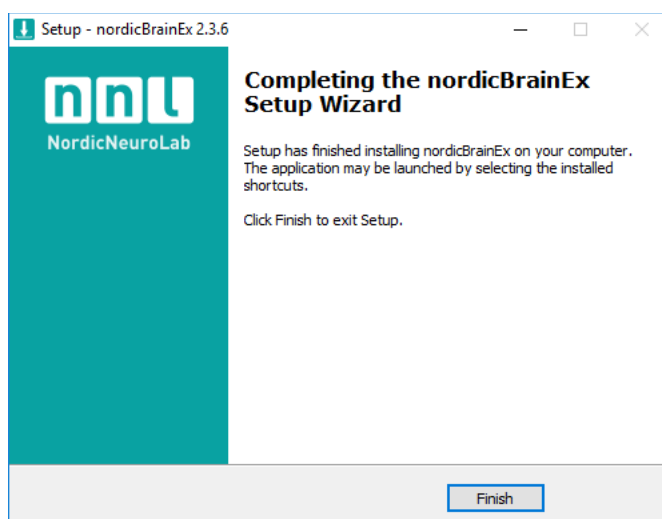 Setup - nordicBrainEx 2.3.6
nnl
NordicNeuroLab
Completing the nordicBrainEx
Setup Wizard
Setup has finished installing nordicBrainEx on your computer.
The application may be launched by selecting the installed
shortcuts.
Click Finish to exit Setup.
Finish